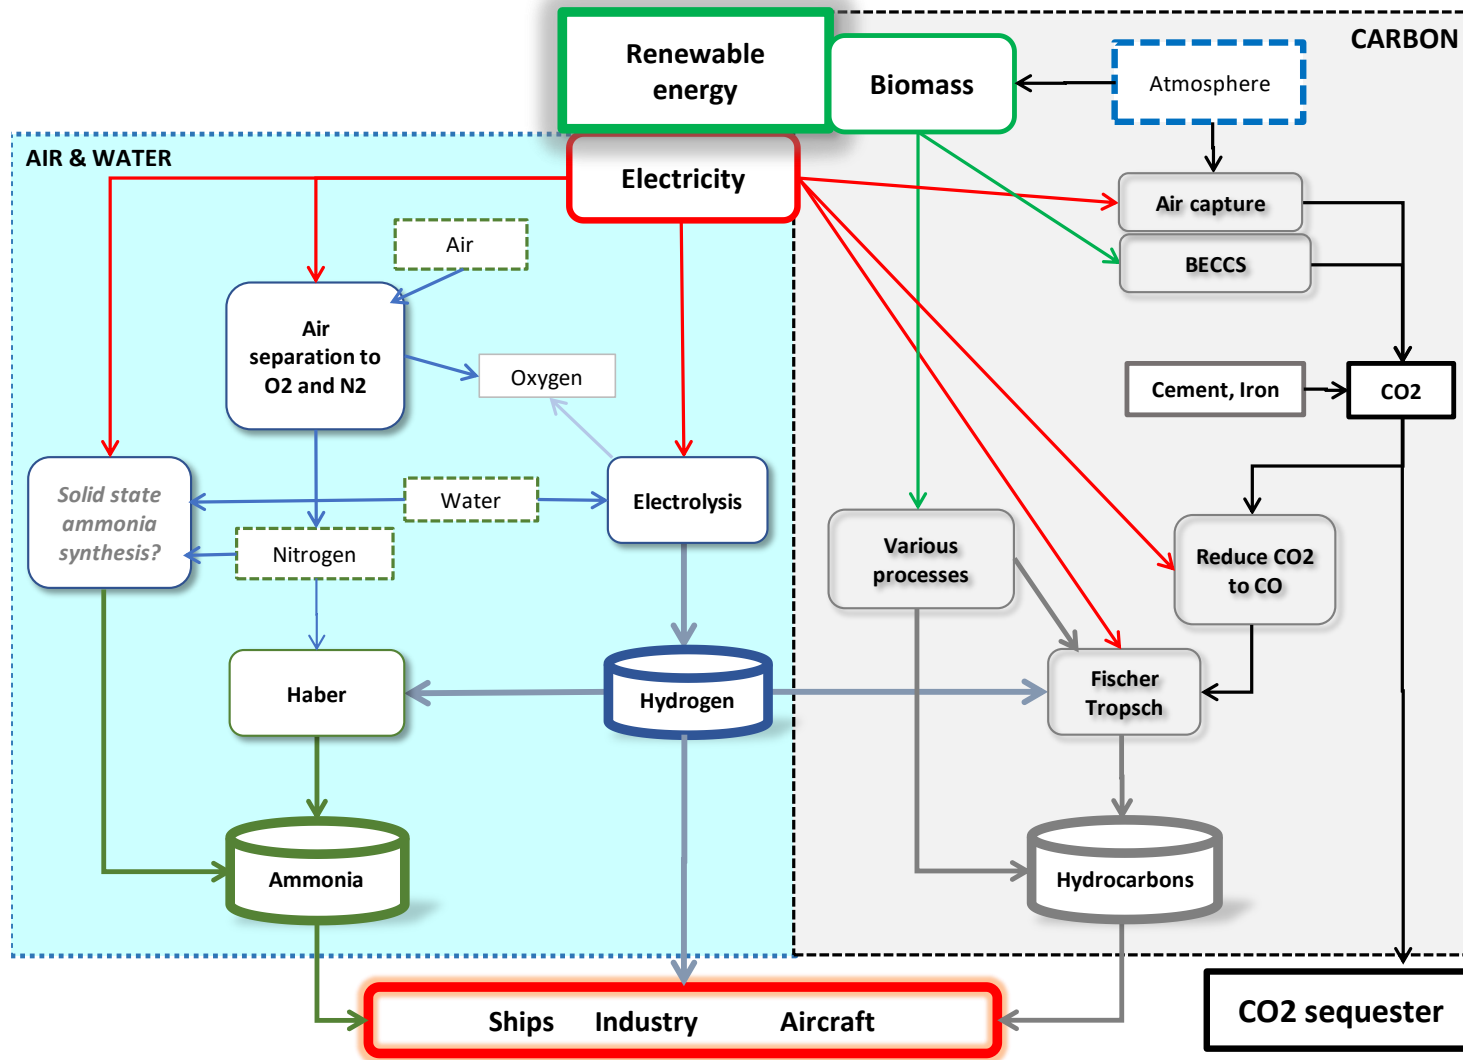 Renewable
energy
Biomass
CARBON
Atmosphere
AIR & WATER
Electricity
Air capture
Air
BECCS
Air
separation to
O2 and N2
Oxygen
Cement, Iron
CO2
Solid state
ammonia
synthesis?
Water
Electrolysis
Nitrogen
Various
processes
Reduce CO2
to CO
Haber
Hydrogen
Fischer
Tropsch
Ammonia
Hydrocarbons
Ships Industry Aircraft
CO2 sequester